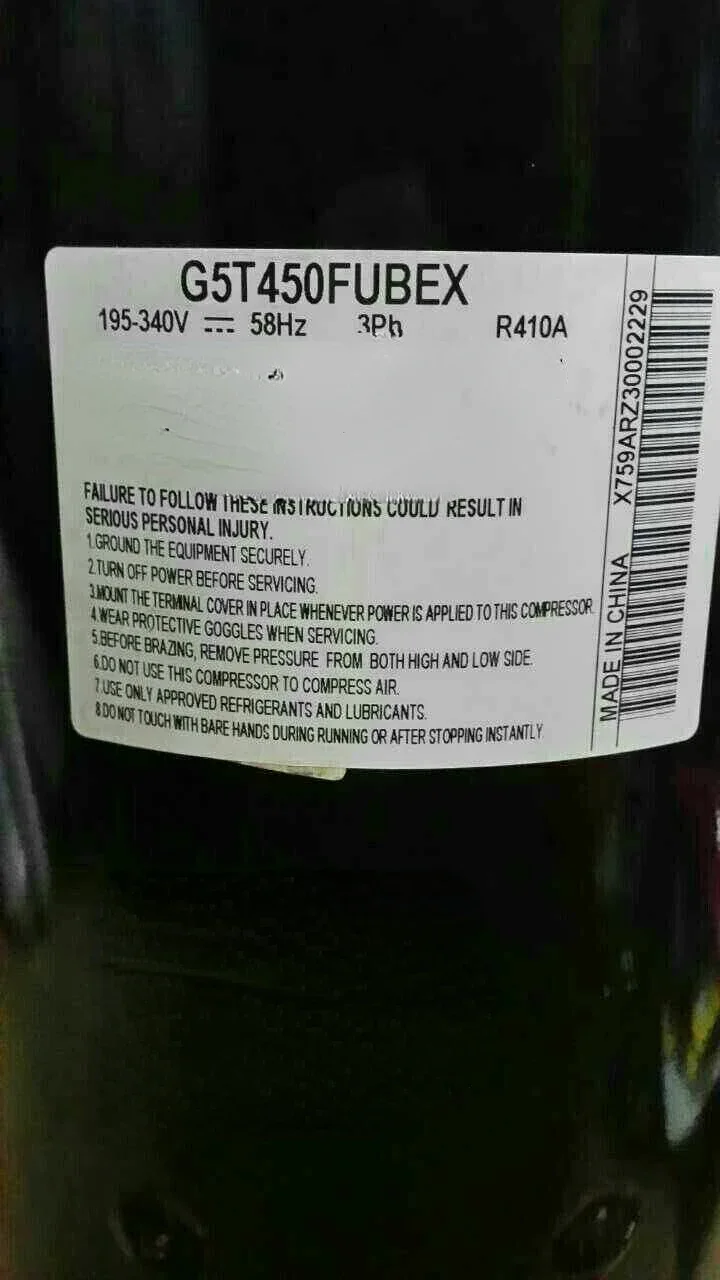 G5T450FUBEX
195-340V ⎓ 58Hz 3Ph R410A
FAILURE TO FOLLOW THESE INSTRUCTIONS COULD RESULT IN
SERIOUS PERSONAL INJURY.
1.GROUND THE EQUIPMENT SECURELY.
2.TURN OFF POWER BEFORE SERVICING.
3.MOUNT THE TERMINAL COVER IN PLACE WHENEVER POWER IS APPLIED TO THIS COMPRESSOR.
4.WEAR PROTECTIVE GOGGLES WHEN SERVICING.
5.BEFORE BRAZING, REMOVE PRESSURE FROM BOTH HIGH AND LOW SIDE.
6.DO NOT USE THIS COMPRESSOR TO COMPRESS AIR.
7.USE ONLY APPROVED REFRIGERANTS AND LUBRICANTS.
8.DO NOT TOUCH WITH BARE HANDS DURING RUNNING OR AFTER STOPPING INSTANTLY.
MADE IN CHINA X759ARZ30002229